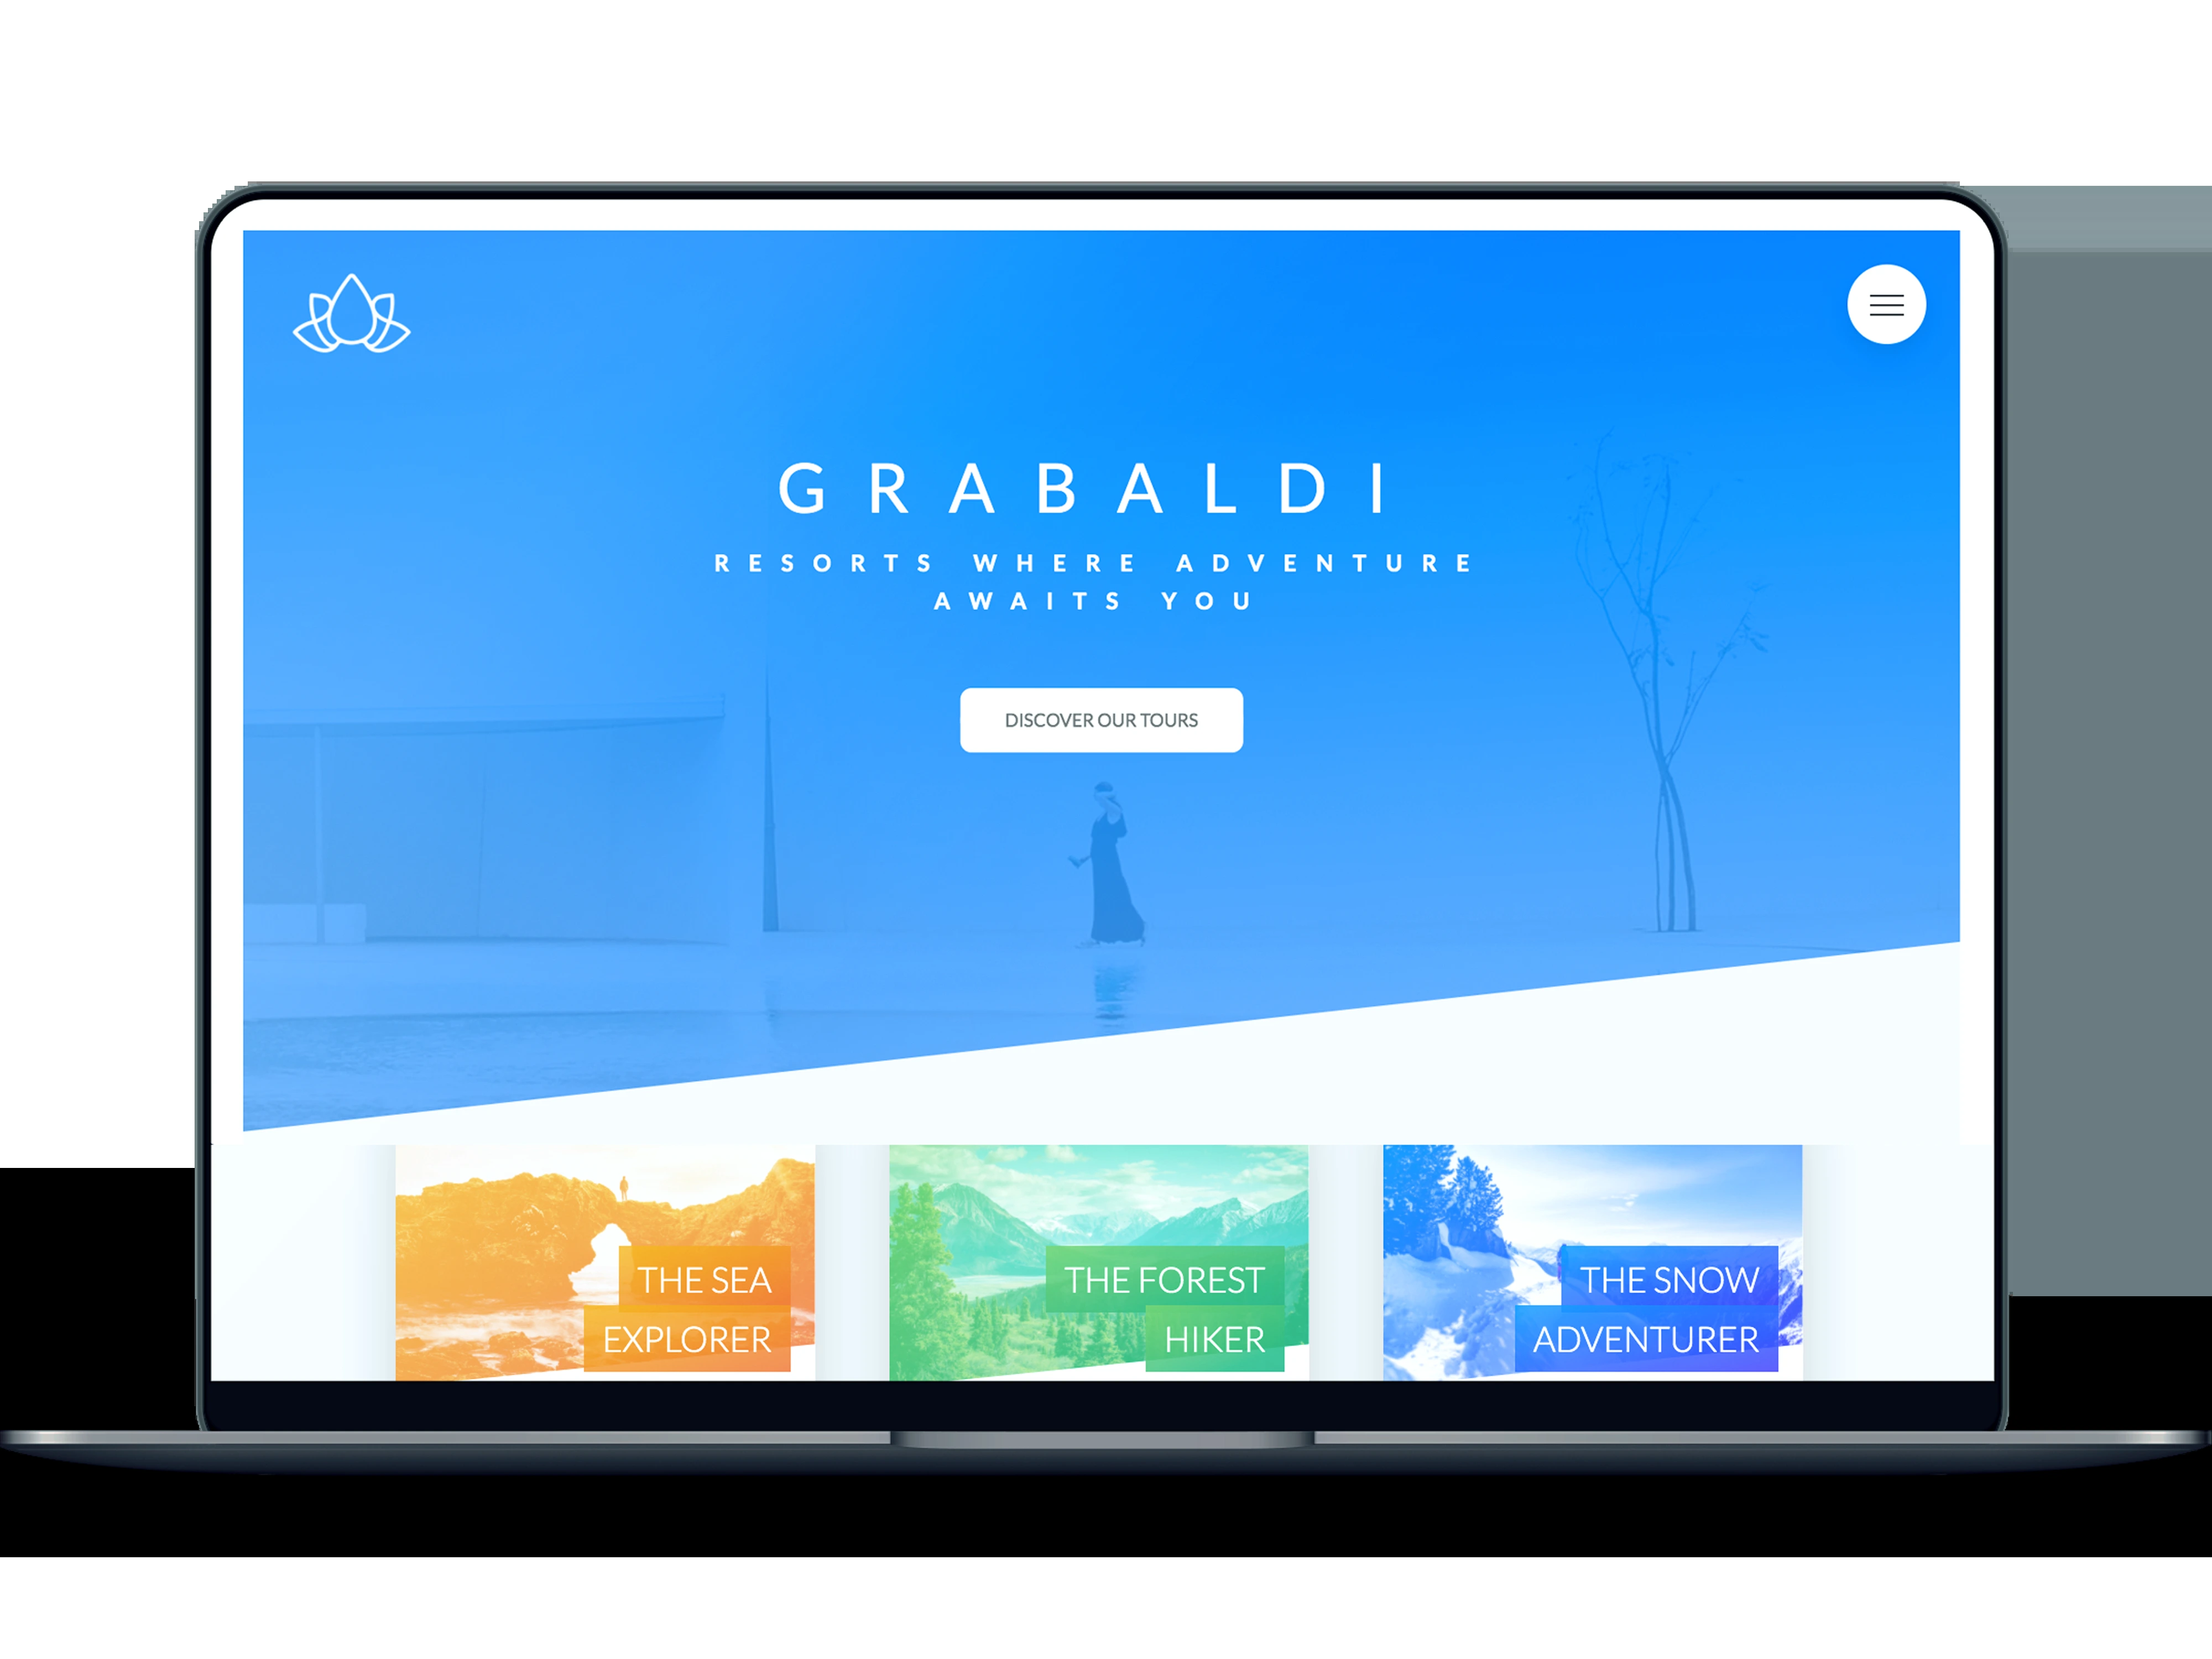 GRABALDI
RESORTS WHERE ADVENTURE
AWAITS YOU
DISCOVER OUR TOURS
THE SEA
EXPLORER
THE FOREST
HIKER
THE SNOW
ADVENTURER